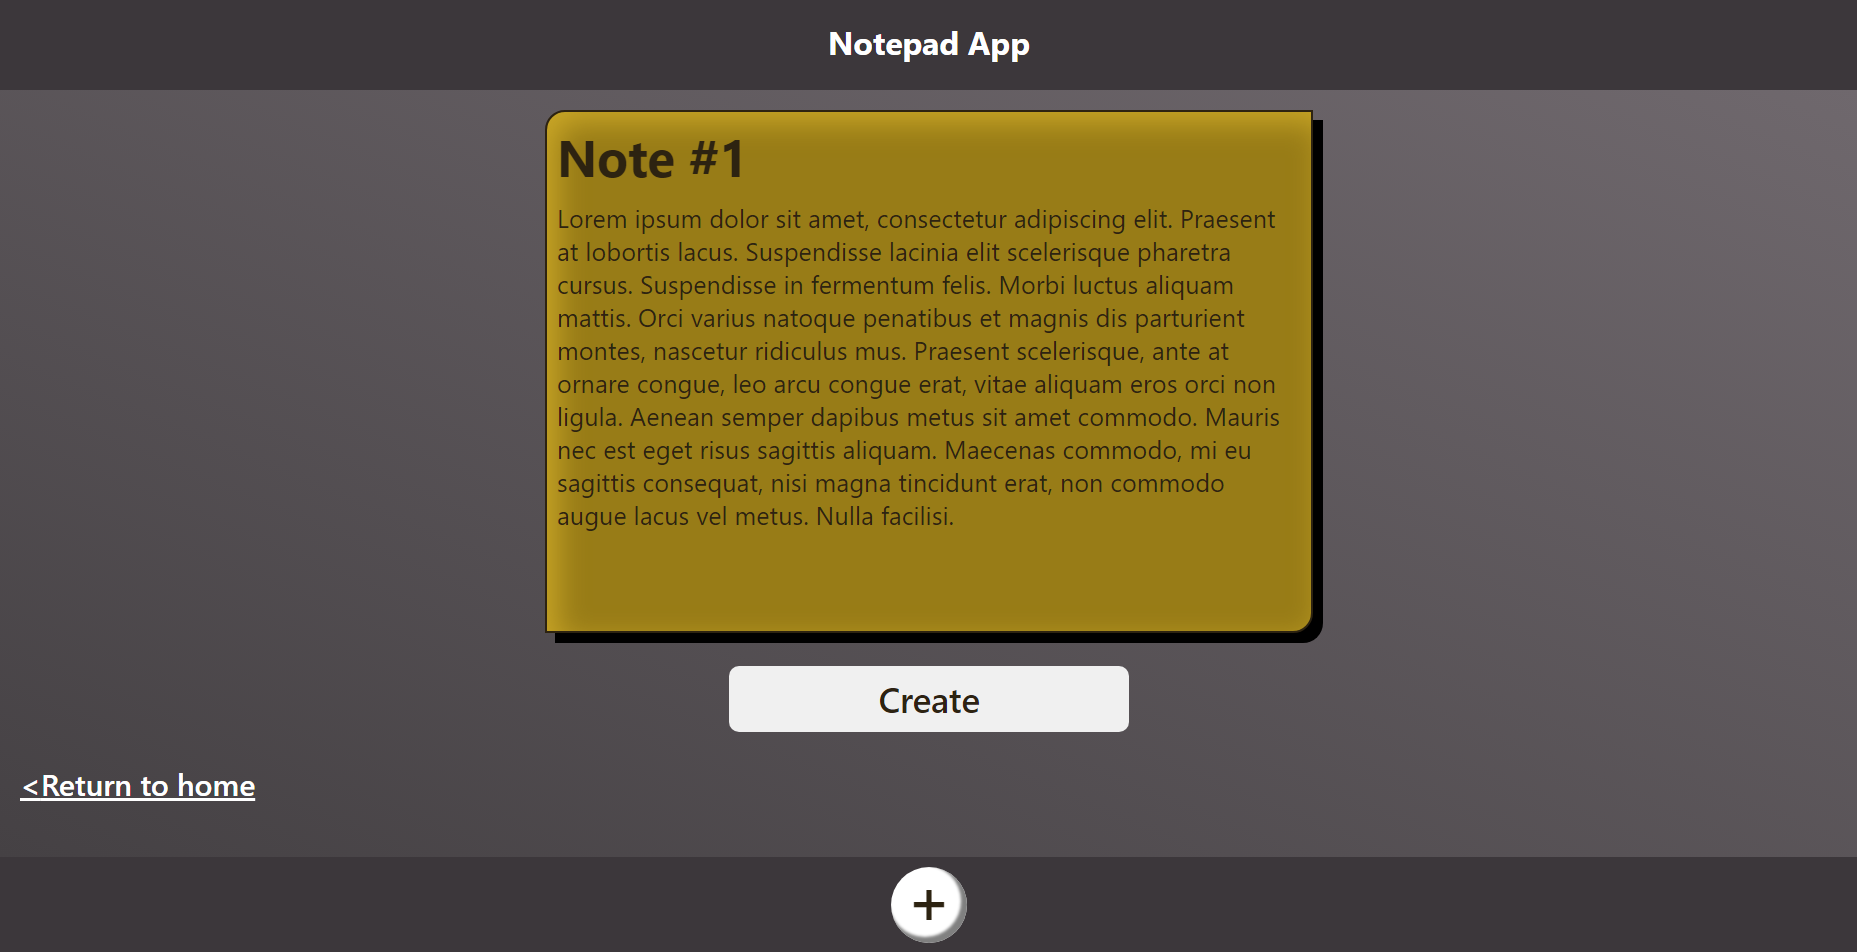 Notepad App
Note #1
Lorem ipsum dolor sit amet, consectetur adipiscing elit. Praesent
at lobortis lacus. Suspendisse lacinia elit scelerisque pharetra
cursus. Suspendisse in fermentum felis. Morbi luctus aliquam
mattis. Orci varius natoque penatibus et magnis dis parturient
montes, nascetur ridiculus mus. Praesent scelerisque, ante at
ornare congue, leo arcu congue erat, vitae aliquam eros orci non
ligula. Aenean semper dapibus metus sit amet commodo. Mauris
nec est eget risus sagittis aliquam. Maecenas commodo, mi eu
sagittis consequat, nisi magna tincidunt erat, non commodo
augue lacus vel metus. Nulla facilisi.
Create
<Return to home
+